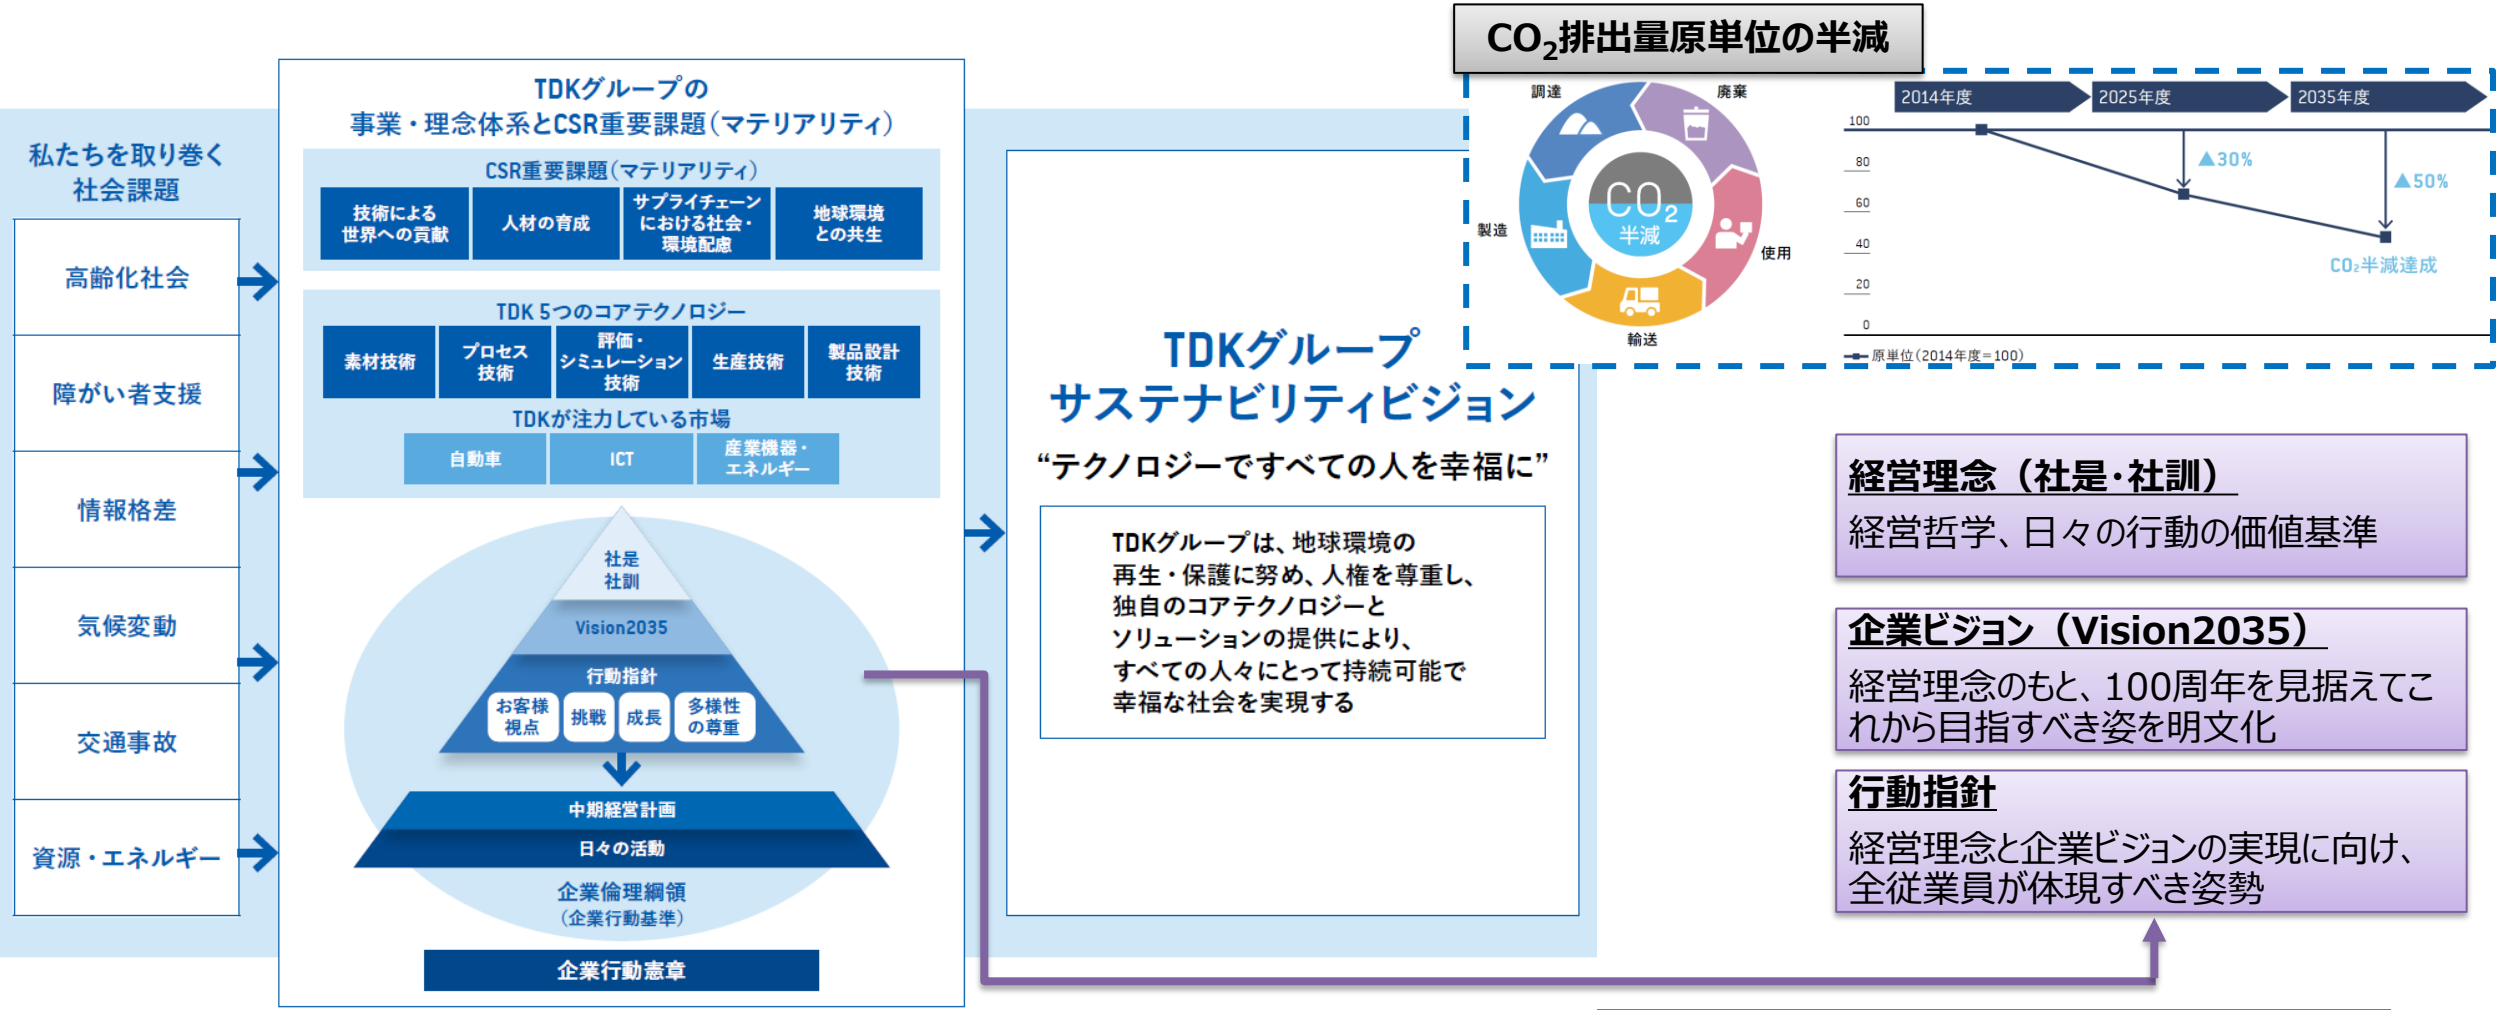 私たちを取り巻く
社会課題
高齢化社会
障がい者支援
情報格差
気候変動
交通事故
資源・エネルギー
TDKグループの
事業・理念体系とCSR重要課題（マテリアリティ）
CSR重要課題（マテリアリティ）
技術による
世界への貢献
人材の育成
サプライチェーン
における社会・
環境配慮
地球環境
との共生
TDK 5つのコアテクノロジー
素材技術
プロセス
技術
評価・
シミュレーション
技術
生産技術
製品設計
技術
TDKが注力している市場
自動車
ICT
産業機器・
エネルギー
社是
社訓
Vision2035
行動指針
お客様
視点
挑戦
成長
多様性
の尊重
中期経営計画
日々の活動
企業倫理綱領
（企業行動基準）
企業行動憲章
TDKグループ
サステナビリティビジョン
“テクノロジーですべての人を幸福に”
TDKグループは、地球環境の
再生・保護に努め、人権を尊重し、
独自のコアテクノロジーと
ソリューションの提供により、
すべての人々にとって持続可能で
幸福な社会を実現する
CO₂排出量原単位の半減
調達
廃棄
製造
使用
輸送
CO₂
半減
2014年度
2025年度
2035年度
100
80
60
40
20
0
▲30%
▲50%
CO₂半減達成
原単位（2014年度＝100）
経営理念（社是・社訓）
経営哲学、日々の行動の価値基準
企業ビジョン（Vision2035）
経営理念のもと、100周年を見据えてこ
れから目指すべき姿を明文化
行動指針
経営理念と企業ビジョンの実現に向け、
全従業員が体現すべき姿勢